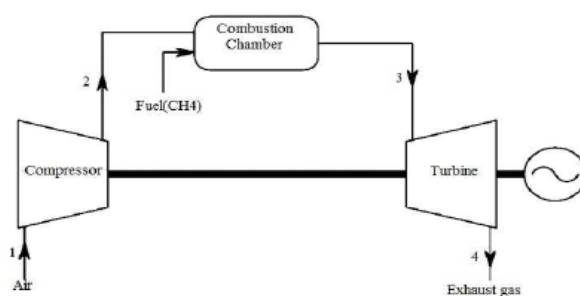 Combustion
Chamber
2
3
Fuel(CH4)
Compressor
Turbine
1
4
Air
Exhaust gas